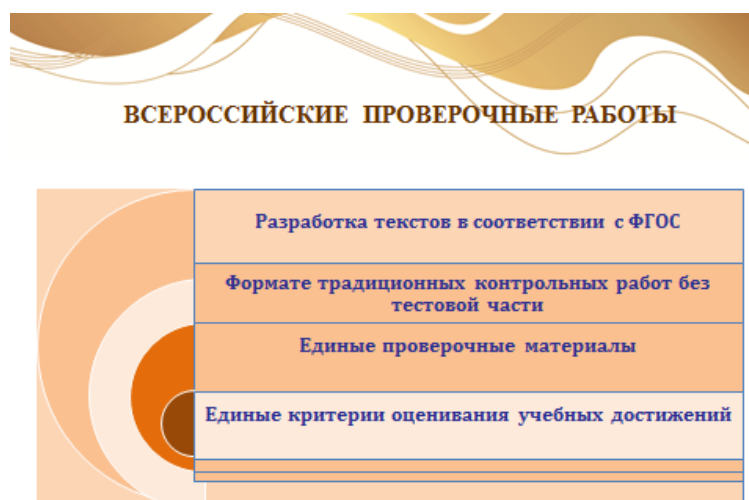 ВСЕРОССИЙСКИЕ ПРОВЕРОЧНЫЕ РАБОТЫ
Разработка текстов в соответствии с ФГОС
Формате традиционных контрольных работ без
тестовой части
Единые проверочные материалы
Единые критерии оценивания учебных достижений